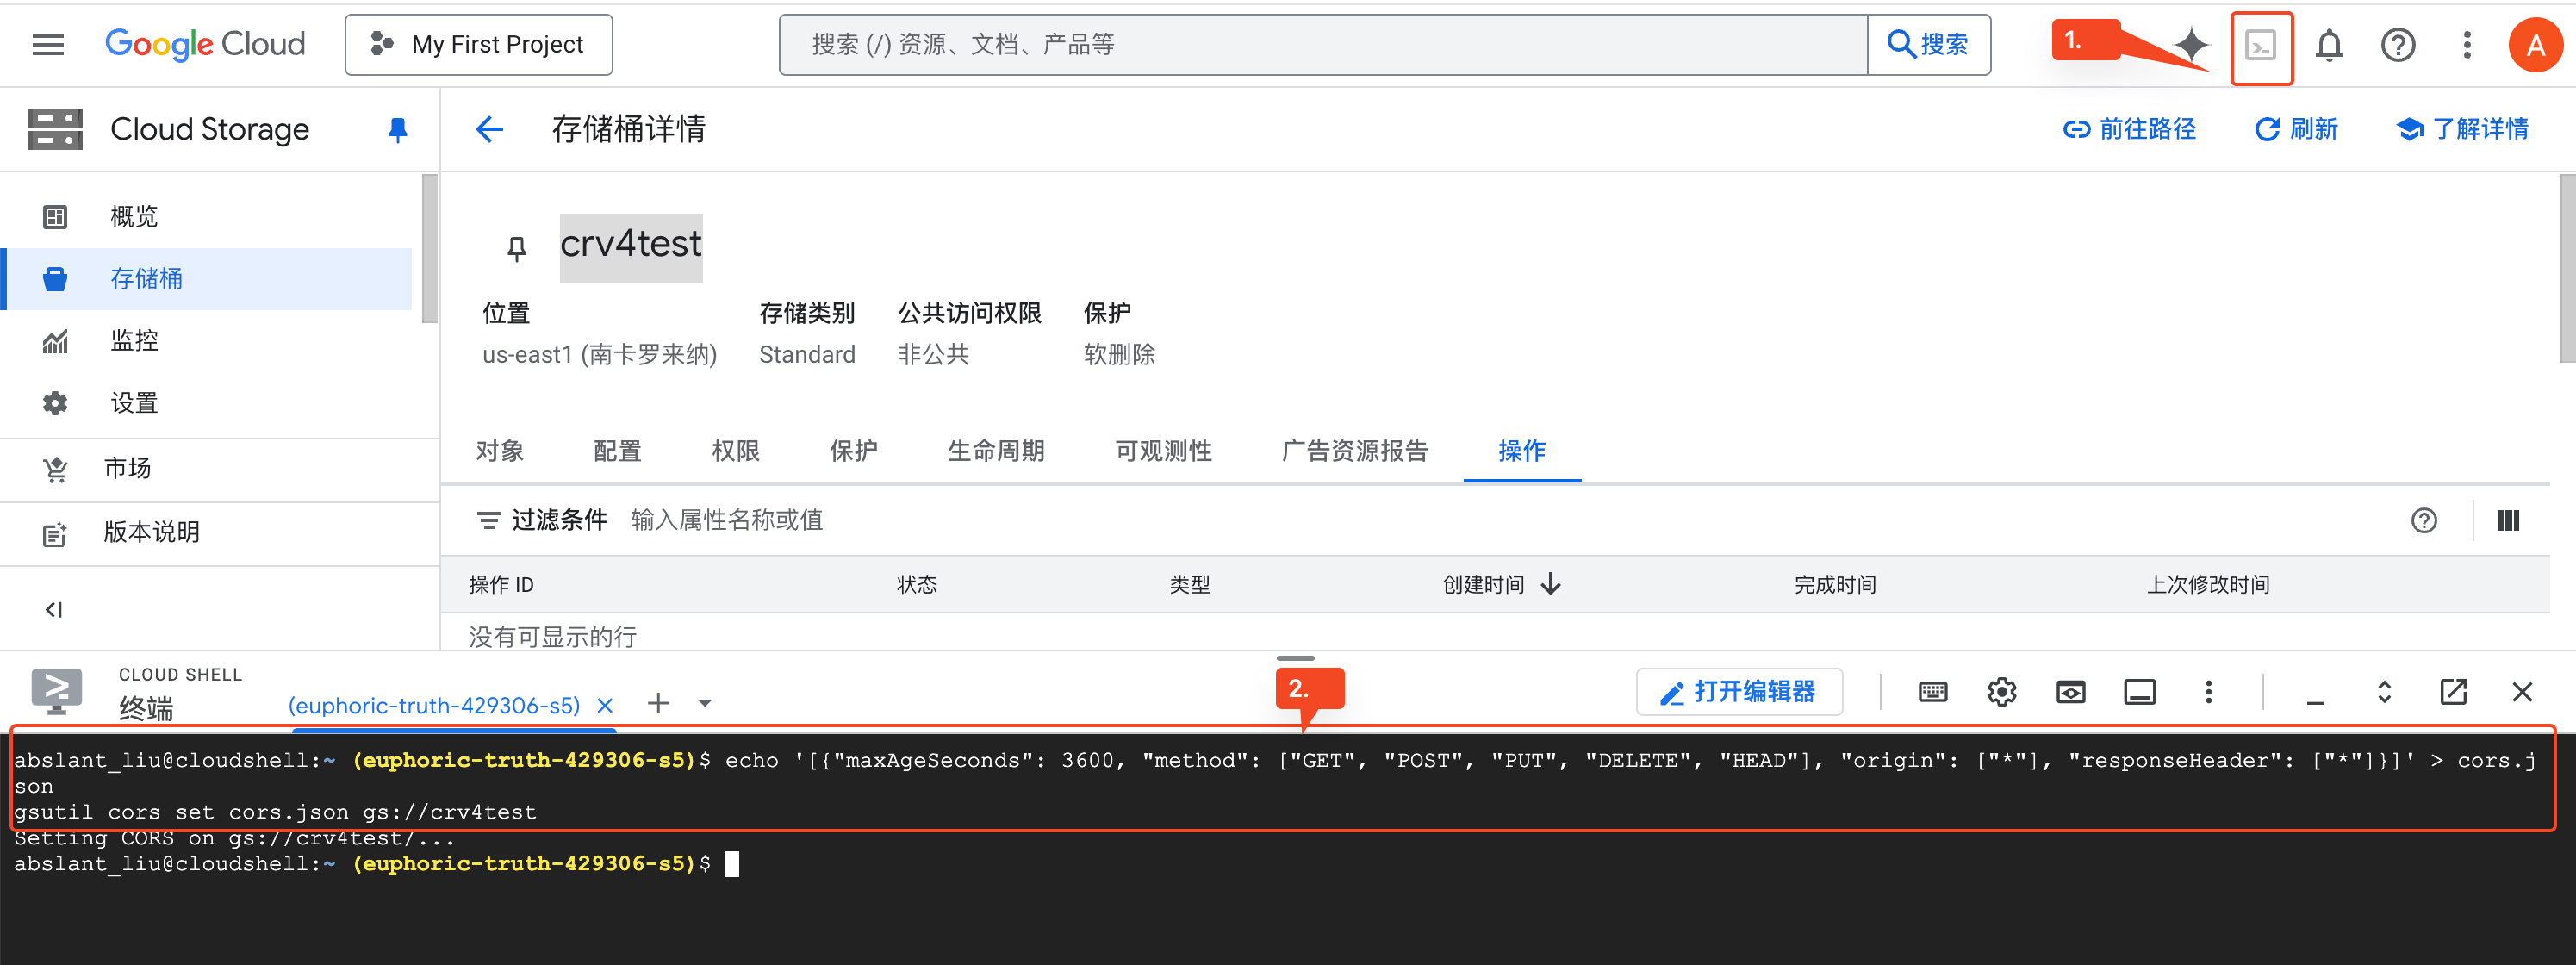 Google Cloud
My First Project
搜索 (/) 资源、文档、产品等
搜索
1.
A
Cloud Storage
存储桶详情
前往路径
刷新
了解详情
概览
存储桶
监控
设置
市场
版本说明
crv4test
位置
存储类别
公共访问权限
保护
us-east1 (南卡罗来纳)
Standard
非公共
软删除
对象
配置
权限
保护
生命周期
可观测性
广告资源报告
操作
过滤条件
输入属性名称或值
操作 ID
状态
类型
创建时间
完成时间
上次修改时间
没有可显示的行
CLOUD SHELL
终端
(euphoric-truth-429306-s5)
2.
打开编辑器
abslant_liu@cloudshell:~ (euphoric-truth-429306-s5)$ echo '[{"maxAgeSeconds": 3600, "method": ["GET", "POST", "PUT", "DELETE", "HEAD"], "origin": ["*"], "responseHeader": ["*"]}]' > cors.j
son
gsutil cors set cors.json gs://crv4test
Setting CORS on gs://crv4test/...
abslant_liu@cloudshell:~ (euphoric-truth-429306-s5)$